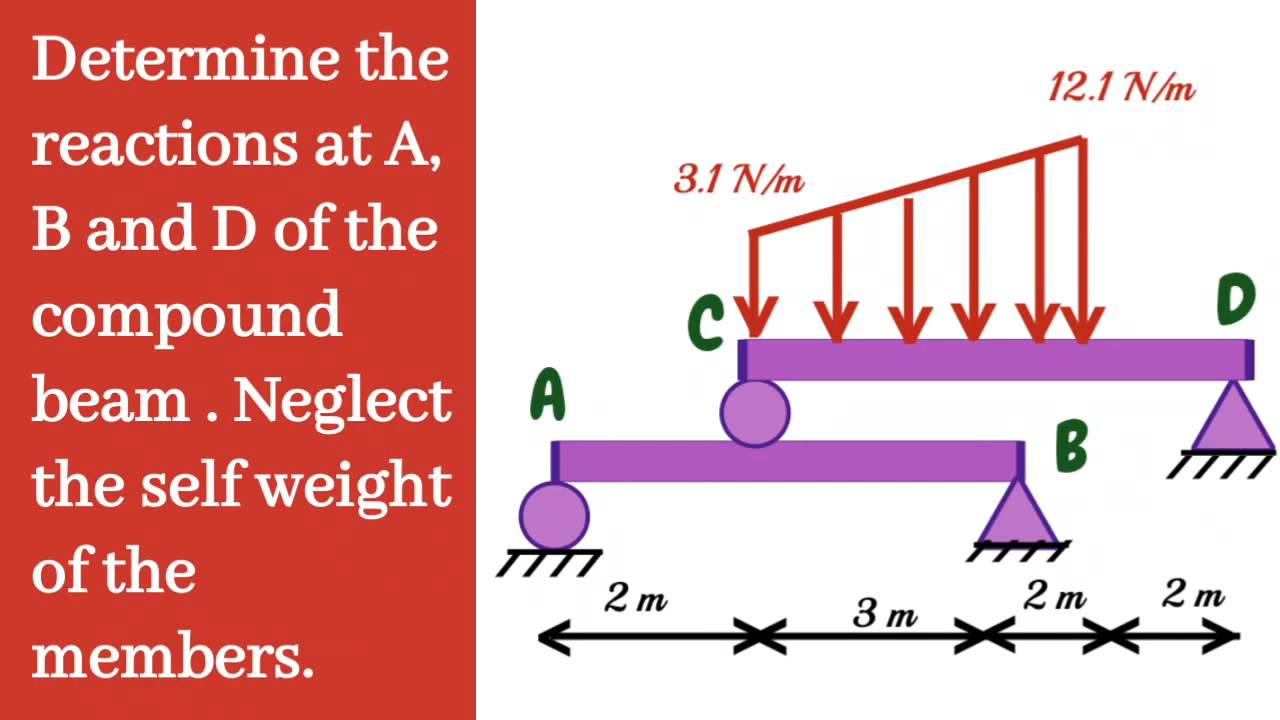 Determine the
reactions at A,
B and D of the
compound
beam . Neglect
the self weight
of the
members.
12.1 N/m
3.1 N/m
C
D
A
B
2 m
3 m
2 m
2 m